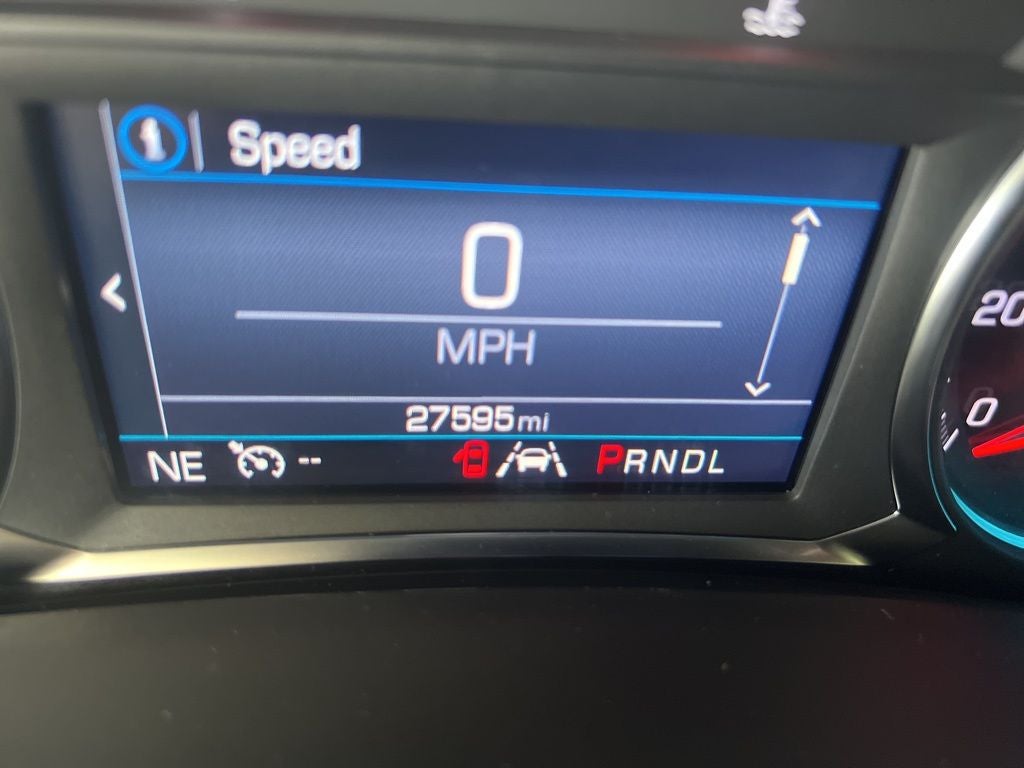 i Speed
0
MPH
27595mi
NE -- PRNDL
20
0